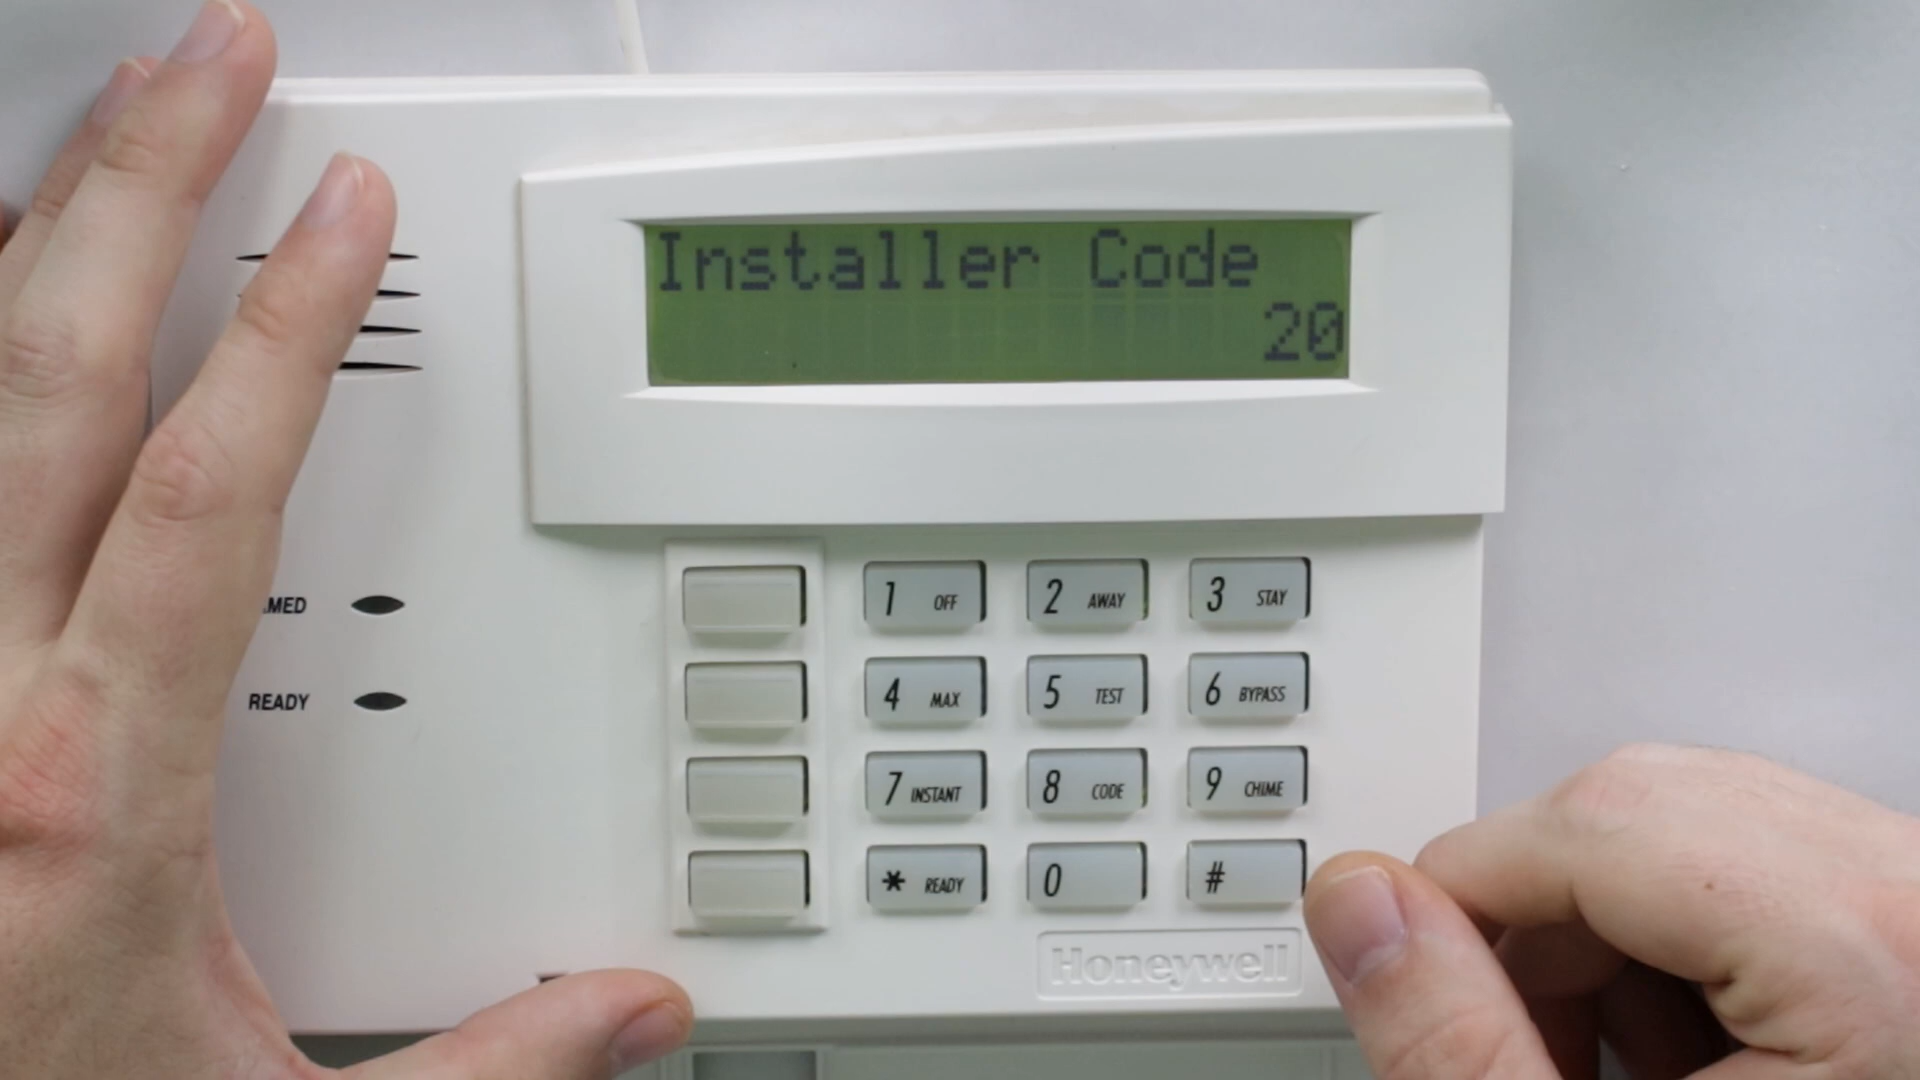 Installer Code
20
.MED
READY
1 OFF
2 AWAY
3 STAY
4 MAX
5 TEST
6 BYPASS
7 INSTANT
8 CODE
9 CHIME
* READY
0
#
Honeywell